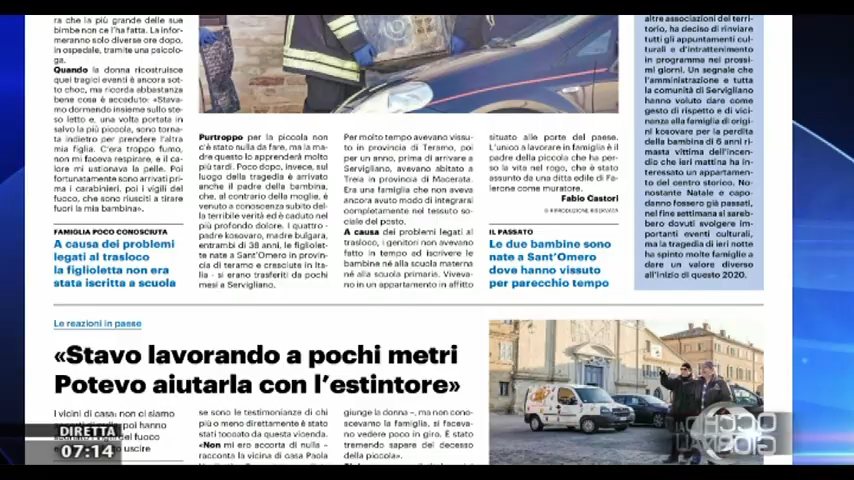 ra che la più grande delle sue
bimbe non ce l'ha fatta. La infor-
meranno solo diverse ore dopo,
in ospedale, tramite una psicolo-
ga.
Quando la donna ricostruisce
quei tragici eventi è ancora sot-
to choc, ma ricorda abbastanza
bene cosa è accaduto: «Stava-
mo dormendo insieme sullo ste-
so letto e, una volta portata in
salvo la più piccola, sono torna-
ta indietro per prendere l'altra
mia figlia. C'era troppo fumo,
non mi faceva respirare, e il ca-
lore mi ustionava la pelle. Poi
fortunatamente sono arrivati pri-
ma i carabinieri, poi i vigili del
fuoco, che sono riusciti a tirare
fuori la mia bambina».
FAMIGLIA POCO CONOSCIUTA
A causa dei problemi
legati al trasloco
la figlioletta non era
stata iscritta a scuola
Purtroppo per la piccola non
c'è stato nulla da fare, ma la ma-
dre questo lo apprenderà molto
più tardi. Poco dopo, invece, sul
luogo della tragedia è arrivato
anche il padre della bambina,
che, al contrario della moglie, è
venuto a conoscenza subito del-
la terribile verità ed è caduto nel
più profondo dolore. I quattro -
padre kosovaro, madre bulgara,
entrambi di 38 anni, le figliolet-
te nate a Sant'Omero in provin-
cia di teramo e cresciute in Ita-
lia - si erano trasferiti da pochi
mesi a Servigliano.
Per molto tempo avevano vissu-
to in provincia di Teramo, poi
per un anno, prima di arrivare a
Servigliano, avevano abitato a
Treia in provincia di Macerata.
Era una famiglia che non aveva
ancora avuto modo di integrarsi
completamente nel tessuto so-
ciale del posto.
A causa dei problemi legati al
trasloco, i genitori non avevano
fatto in tempo ad iscrivere le
bambine né alla scuola materna
né alla scuola primaria. Viveva-
no in un appartamento in affitto
situato alle porte del paese.
L'unico a lavorare in famiglia è il
padre della piccola che ha per-
so la vita nel rogo, che è stato
assunto da una ditta edile di Fa-
lerone come muratore.
Fabio Castori
© RIPRODUZIONE RISERVATA
IL PASSATO
Le due bambine sono
nate a Sant'Omero
dove hanno vissuto
per parecchio tempo
altre associazioni del terri-
torio, ha deciso di rinviare
tutti gli appuntamenti cul-
turali e d'intrattenimento
in programma nei prossi-
mi giorni. Un segnale che
l'amministrazione e tutta
la comunità di Servigliano
hanno voluto dare come
gesto di rispetto e di vici-
nanza alla famiglia di origi-
ni kosovare per la perdita
della bambina di 6 anni ri-
masta vittima dell'incen-
dio che ieri mattina ha in-
teressato un appartamen-
to del centro storico. No-
nostante Natale e capo-
danno fossero già passati,
nel fine settimana si sareb-
bero dovuti svolgere im-
portanti eventi culturali,
ma la tragedia di ieri notte
ha spinto molte famiglie a
dare un valore diverso
all'inizio di questo 2020.
Le reazioni in paese
«Stavo lavorando a pochi metri
Potevo aiutarla con l'estintore»
I vicini di casa: non ci siamo
poi hanno
del fuoco
uscire
se sono le testimonianze di chi
più o meno direttamente è stato
stati toccato da questa vicenda.
«Non mi ero accorta di nulla -
racconta la vicina di casa Paola
giunge la donna -, ma non cono-
scevamo la famiglia, si faceva-
no vedere poco in giro. È stato
tremendo sapere del decesso
della piccola».
DIRETTA
07:14
OCCHIO
AI
GIORNALI